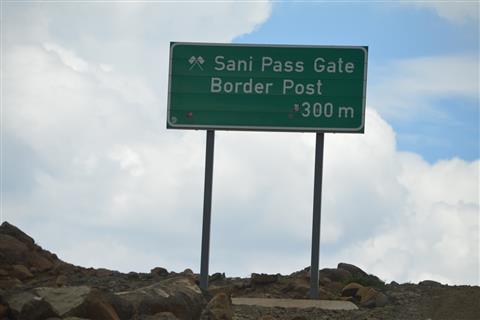 Sani Pass Gate
Border Post
300 m